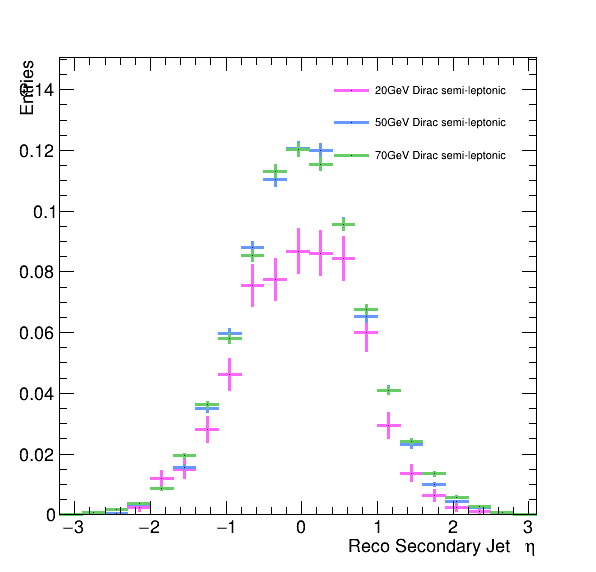 Entries
0.14
20GeV Dirac semi-leptonic
50GeV Dirac semi-leptonic
70GeV Dirac semi-leptonic
0.12
0.1
0.08
0.06
0.04
0.02
0
−3 −2 −1 0 1 2 3
Reco Secondary Jet η